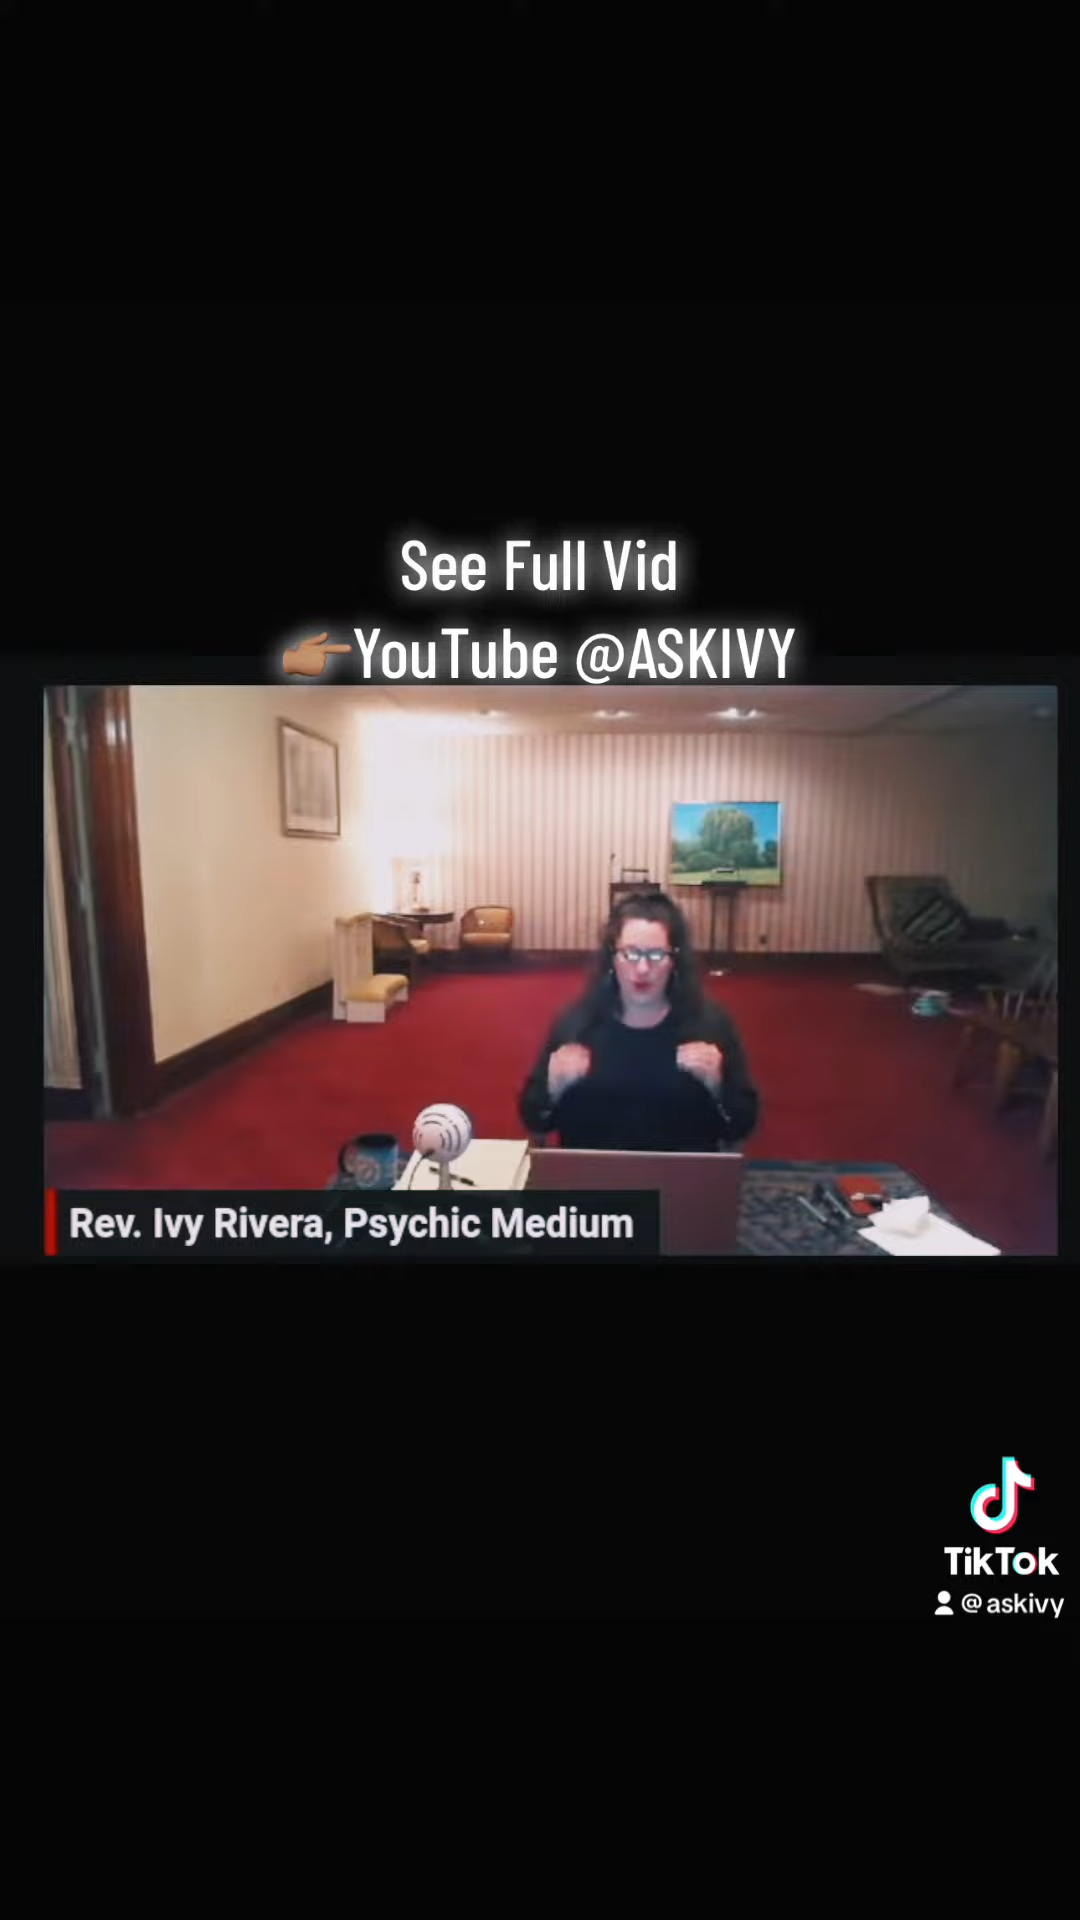 See Full Vid
👉🏽YouTube @ASKIVY
Rev. Ivy Rivera, Psychic Medium
TikTok
@askivy